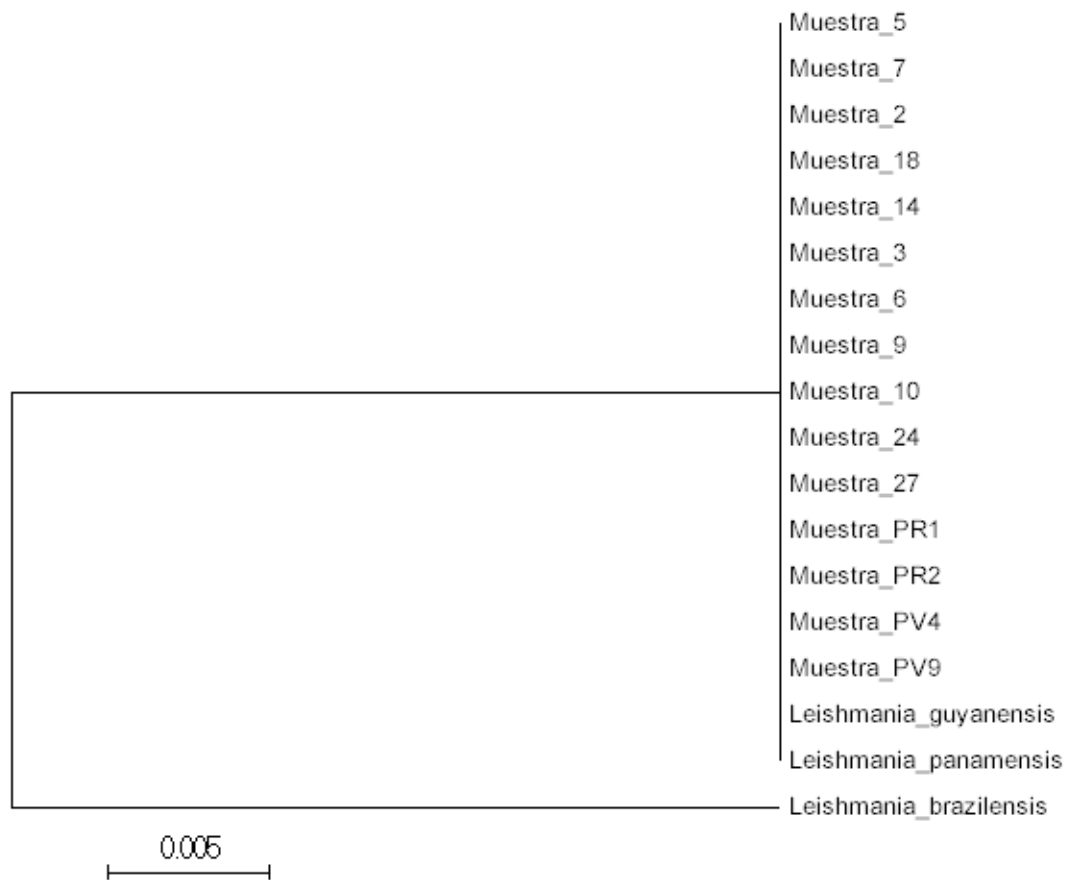 Muestra_5
Muestra_7
Muestra_2
Muestra_18
Muestra_14
Muestra_3
Muestra_6
Muestra_9
Muestra_10
Muestra_24
Muestra_27
Muestra_PR1
Muestra_PR2
Muestra_PV4
Muestra_PV9
Leishmania_guyanensis
Leishmania_panamensis
Leishmania_brazilensis
0.005